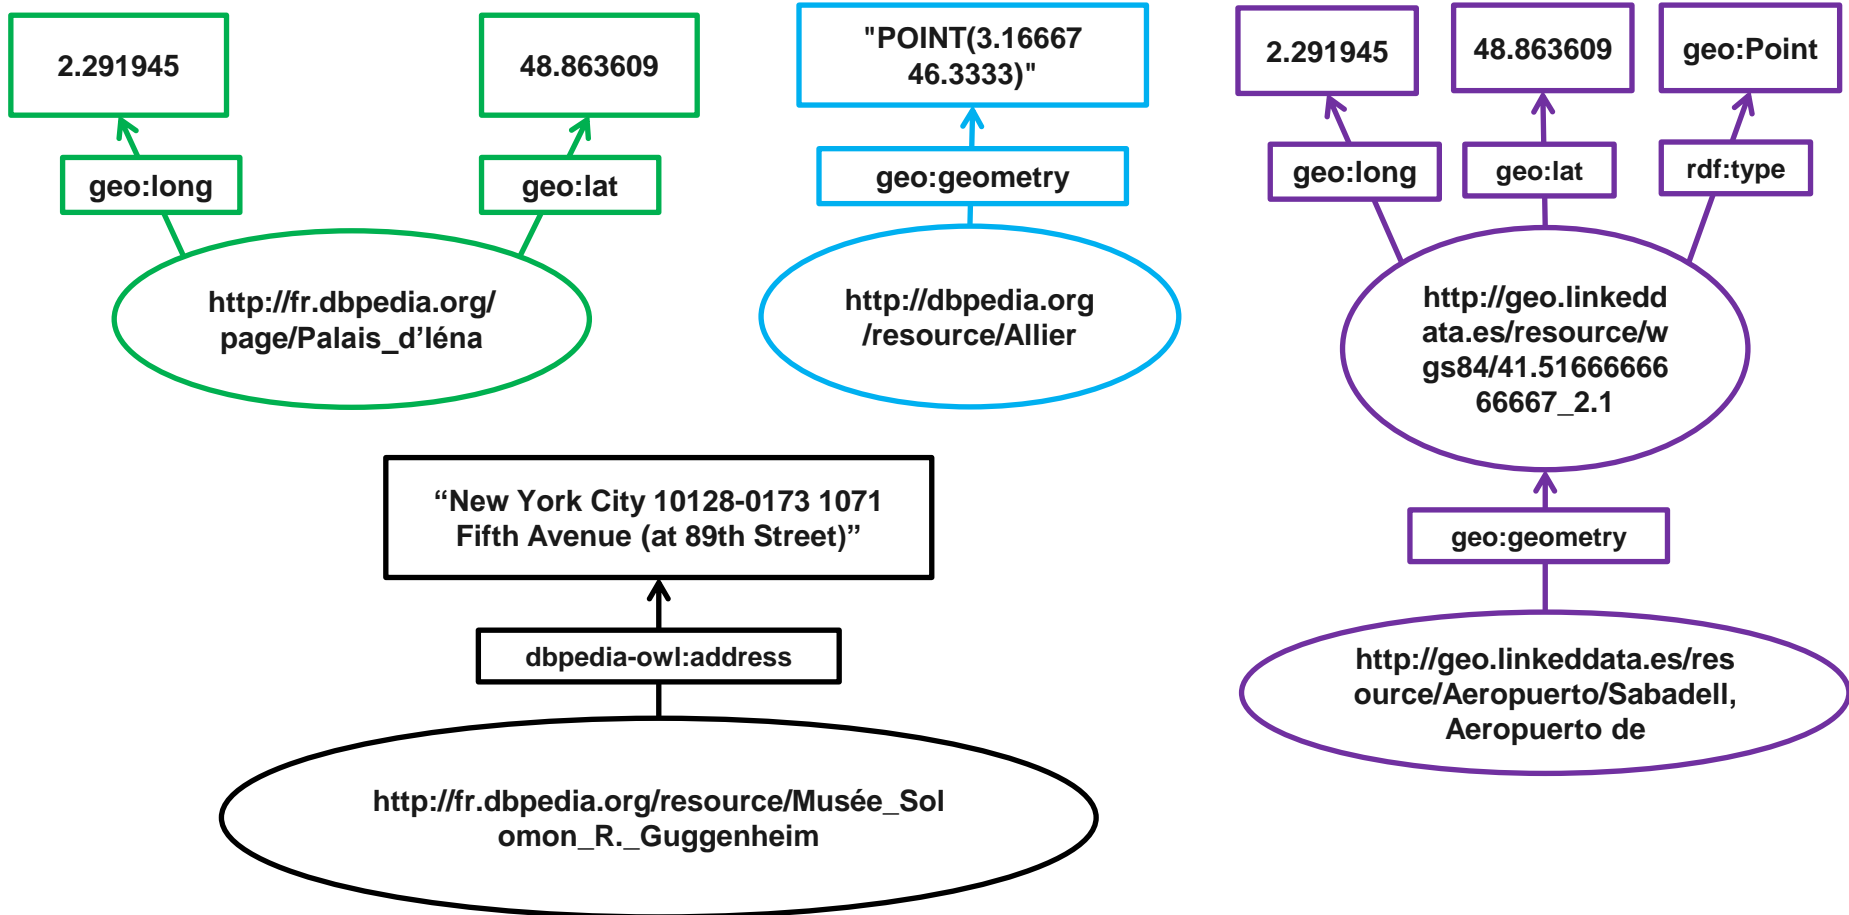 2.291945
48.863609
geo:long
geo:lat
http://fr.dbpedia.org/
page/Palais_d’Iéna
"POINT(3.16667
46.3333)"
geo:geometry
http://dbpedia.org
/resource/Allier
2.291945
48.863609
geo:Point
geo:long
geo:lat
rdf:type
http://geo.linkedd
ata.es/resource/w
gs84/41.51666666
66667_2.1
geo:geometry
http://geo.linkeddata.es/res
ource/Aeropuerto/Sabadell,
Aeropuerto de
“New York City 10128-0173 1071
Fifth Avenue (at 89th Street)”
dbpedia-owl:address
http://fr.dbpedia.org/resource/Musée_Sol
omon_R._Guggenheim